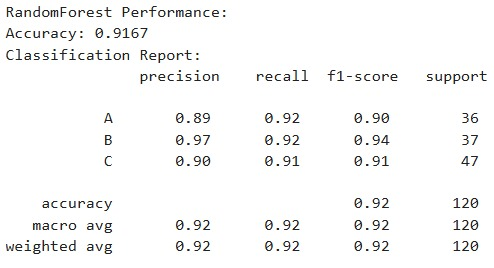 RandomForest Performance:
Accuracy: 0.9167
Classification Report:
precision recall f1-score support
A 0.89 0.92 0.90 36
B 0.97 0.92 0.94 37
C 0.90 0.91 0.91 47
accuracy 0.92 120
macro avg 0.92 0.92 0.92 120
weighted avg 0.92 0.92 0.92 120